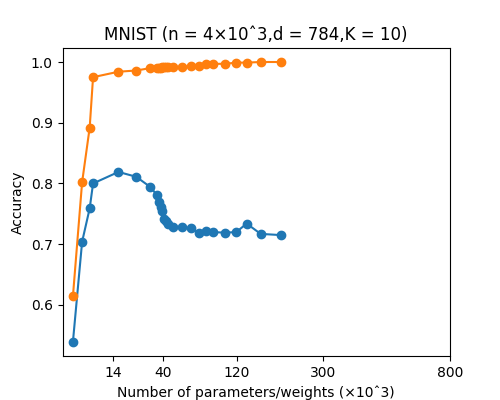 MNIST (n = 4×10ˆ3,d = 784,K = 10)
1.0
0.9
0.8
0.7
0.6
Accuracy
14 40 120 300 800
Number of parameters/weights (×10ˆ3)